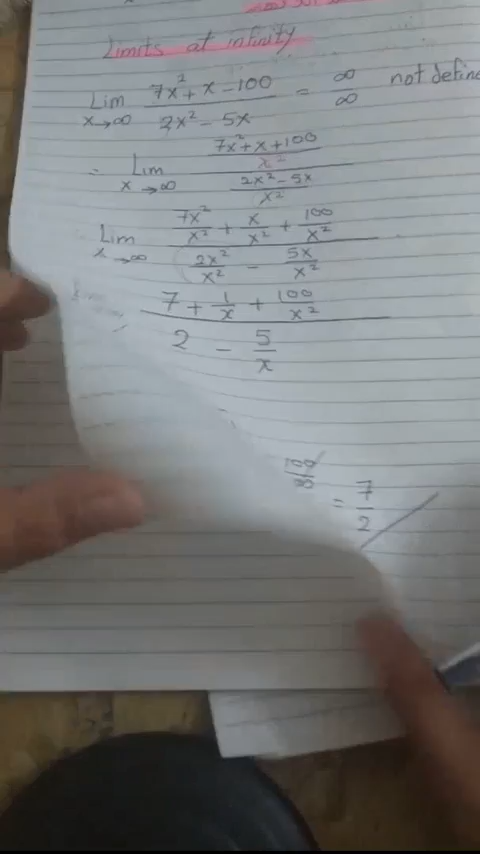 Limits at infinity
Lim x→∞ (7x² + x - 100)/(2x² - 5x) = ∞/∞ not define
Lim x→∞ ((7x² + x + 100)/x²)/((2x² - 5x)/x²)
Lim x→∞ (7x²/x² + x/x² + 100/x²)/(2x²/x² - 5x/x²)
(7 + 1/x + 100/x²)/(2 - 5/x)
= 7/2